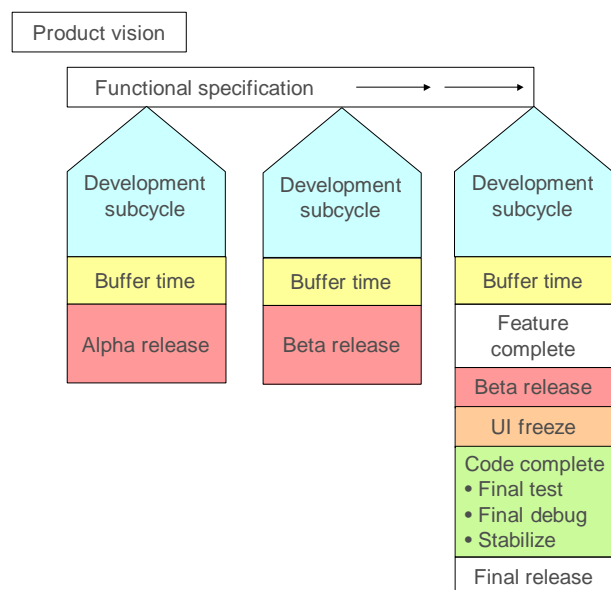 Product vision
Functional specification
Development
subcycle
Buffer time
Alpha release
Development
subcycle
Buffer time
Beta release
Development
subcycle
Buffer time
Feature
complete
Beta release
UI freeze
Code complete
• Final test
• Final debug
• Stabilize
Final release